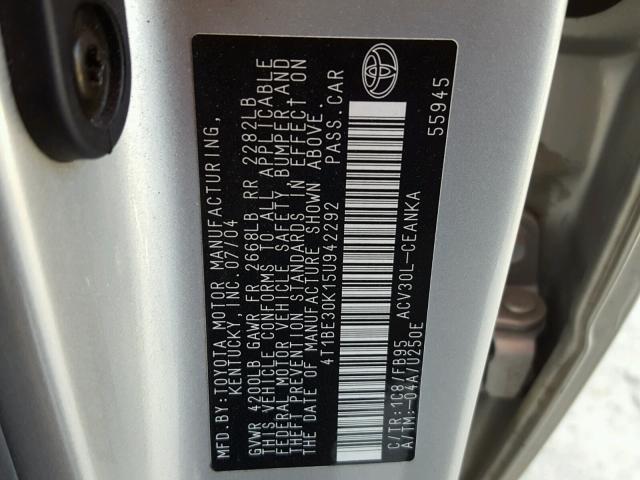 MFD. BY: TOYOTA MOTOR MANUFACTURING,
KENTUCKY, INC. 07/04
GVWR 4200LB GAWR FR 2668LB RR 2282LB
THIS VEHICLE CONFORMS TO ALL APPLICABLE
FEDERAL MOTOR VEHICLE SAFETY, BUMPER AND
THEFT PREVENTION STANDARDS IN EFFECT ON
THE DATE OF MANUFACTURE SHOWN ABOVE.
4T1BE30K15U942292 PASS. CAR
C/TR:1C8/FB95 ACV30L-CEANKA
A/TM:-04A/U250E
55945